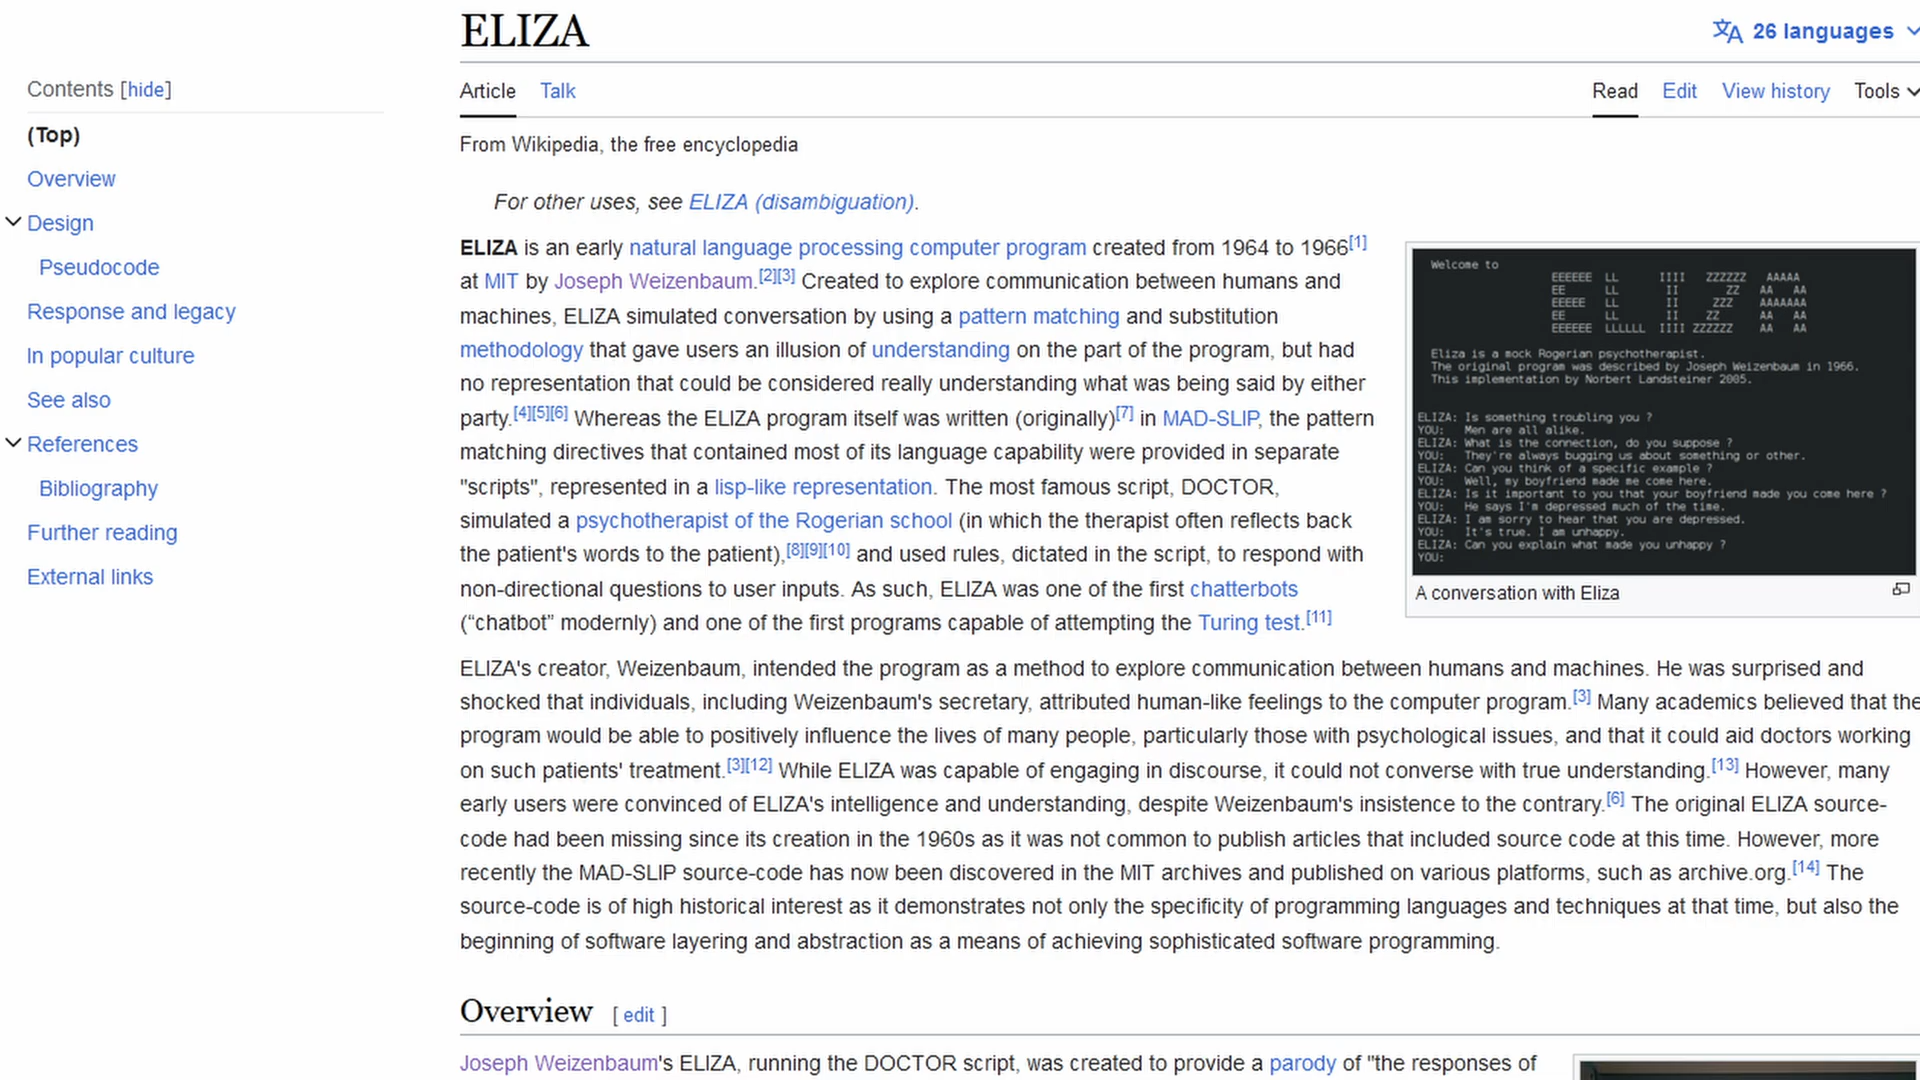 ELIZA
26 languages
Contents [hide]
(Top)
Overview
Design
Pseudocode
Response and legacy
In popular culture
See also
References
Bibliography
Further reading
External links
Article Talk
Read Edit View history Tools
From Wikipedia, the free encyclopedia
For other uses, see ELIZA (disambiguation).
ELIZA is an early natural language processing computer program created from 1964 to 1966[1]
at MIT by Joseph Weizenbaum.[2][3] Created to explore communication between humans and
machines, ELIZA simulated conversation by using a pattern matching and substitution
methodology that gave users an illusion of understanding on the part of the program, but had
no representation that could be considered really understanding what was being said by either
party.[4][5][6] Whereas the ELIZA program itself was written (originally)[7] in MAD-SLIP, the pattern
matching directives that contained most of its language capability were provided in separate
"scripts", represented in a lisp-like representation. The most famous script, DOCTOR,
simulated a psychotherapist of the Rogerian school (in which the therapist often reflects back
the patient's words to the patient),[8][9][10] and used rules, dictated in the script, to respond with
non-directional questions to user inputs. As such, ELIZA was one of the first chatterbots
(“chatbot” modernly) and one of the first programs capable of attempting the Turing test.[11]
Welcome to
EEEEEE LL IIII ZZZZZZ AAAAA
EE LL II ZZ AA AA
EEEEE LL II ZZZ AAAAAAA
EE LL II ZZ AA AA
EEEEEE LLLLLL IIII ZZZZZZ AA AA
Eliza is a mock Rogerian psychotherapist.
The original program was described by Joseph Weizenbaum in 1966.
This implementation by Norbert Landsteiner 2005.
ELIZA: Is something troubling you ?
YOU: Men are all alike.
ELIZA: What is the connection, do you suppose ?
YOU: They're always bugging us about something or other.
ELIZA: Can you think of a specific example ?
YOU: Well, my boyfriend made me come here.
ELIZA: Is it important to you that your boyfriend made you come here ?
YOU: He says I'm depressed much of the time.
ELIZA: I am sorry to hear that you are depressed.
YOU: It's true. I am unhappy.
ELIZA: Can you explain what made you unhappy ?
YOU:
A conversation with Eliza
ELIZA's creator, Weizenbaum, intended the program as a method to explore communication between humans and machines. He was surprised and
shocked that individuals, including Weizenbaum's secretary, attributed human-like feelings to the computer program.[3] Many academics believed that the
program would be able to positively influence the lives of many people, particularly those with psychological issues, and that it could aid doctors working
on such patients' treatment.[3][12] While ELIZA was capable of engaging in discourse, it could not converse with true understanding.[13] However, many
early users were convinced of ELIZA's intelligence and understanding, despite Weizenbaum's insistence to the contrary.[6] The original ELIZA source-
code had been missing since its creation in the 1960s as it was not common to publish articles that included source code at this time. However, more
recently the MAD-SLIP source-code has now been discovered in the MIT archives and published on various platforms, such as archive.org.[14] The
source-code is of high historical interest as it demonstrates not only the specificity of programming languages and techniques at that time, but also the
beginning of software layering and abstraction as a means of achieving sophisticated software programming.
Overview [ edit ]
Joseph Weizenbaum's ELIZA, running the DOCTOR script, was created to provide a parody of "the responses of